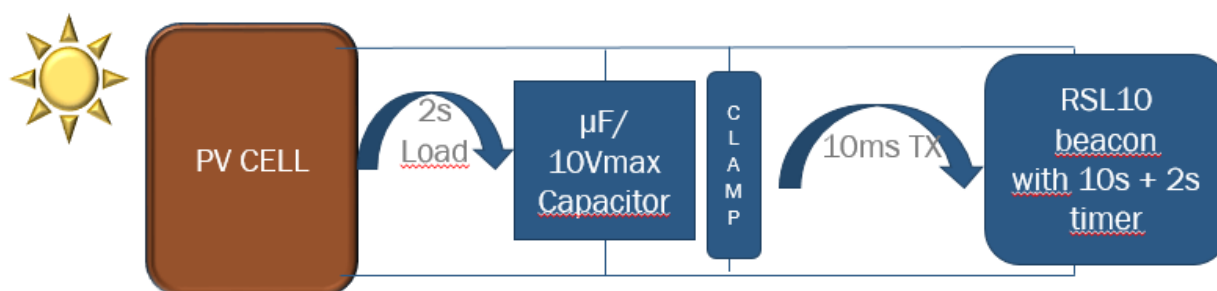 PV CELL
2s
Load
µF/
10Vmax
Capacitor
C
L
A
M
P
10ms TX
RSL10
beacon
with 10s + 2s
timer